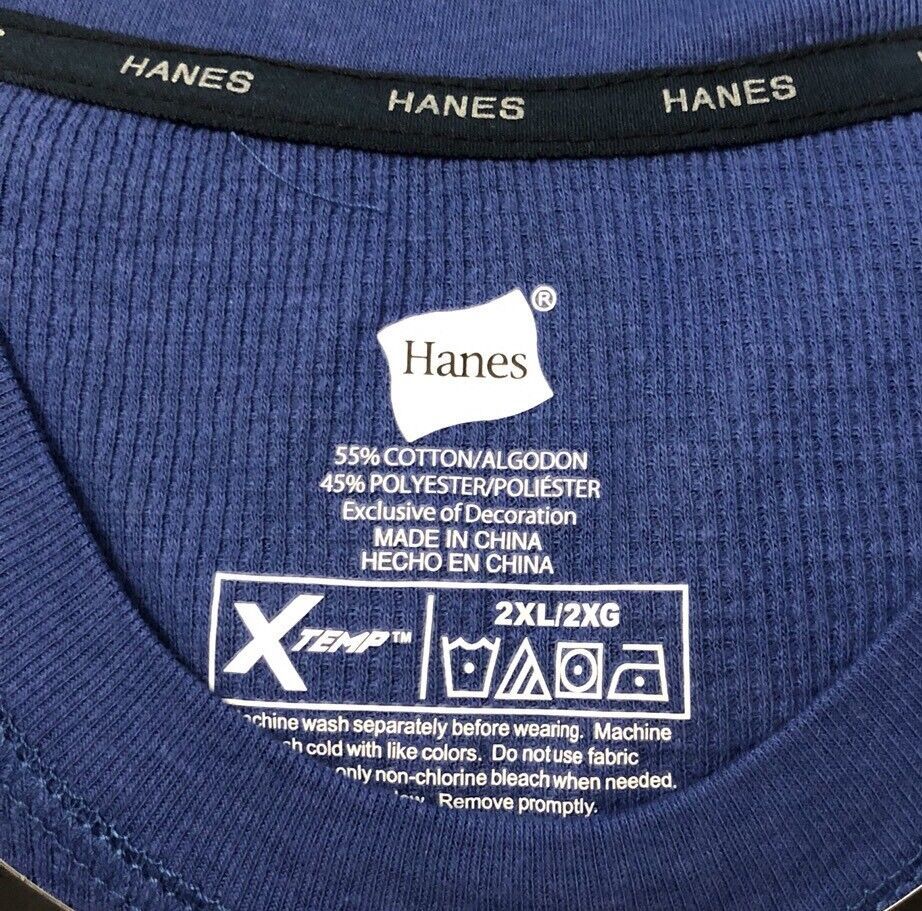 HANES HANES HANES
Hanes®
55% COTTON/ALGODON
45% POLYESTER/POLIÉSTER
Exclusive of Decoration
MADE IN CHINA
HECHO EN CHINA
X TEMP™
2XL/2XG
wash separately before wearing. Machine
cold with like colors. Do not use fabric
only non-chlorine bleach when needed.
Remove promptly.